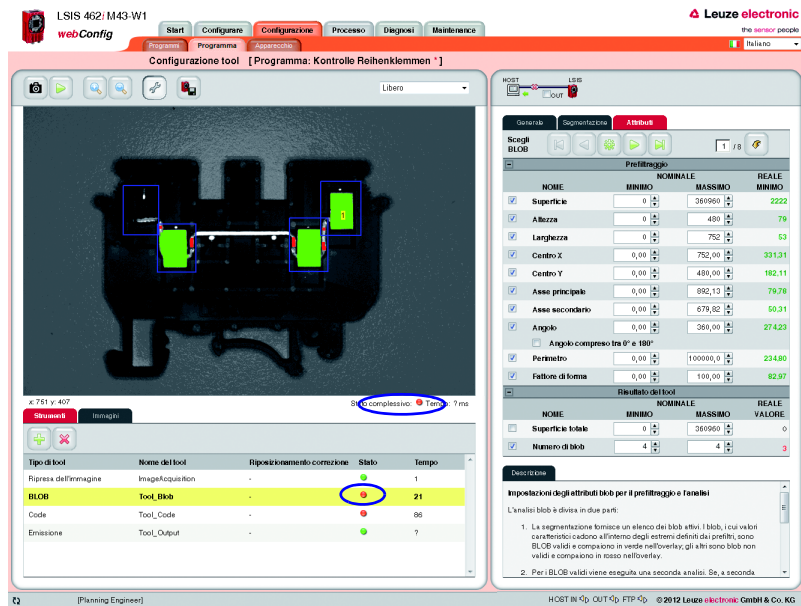 LSIS 462i M43-W1
webConfig
Leuze electronic
the sensor people
Start Configurare Configurazione Processo Diagnosi Maintenance
Programmi Programma Apparecchio
Italiano
Configurazione tool [Programma: Kontrolle Reihenklemmen *]
Libero
1
x: 751 y: 407
Stato complessivo: Tempo: ? ms
Strumenti Immagini
Tipo di tool Nome del tool Riposizionamento correzione Stato Tempo
Ripresa dell'immagine ImageAcquisition - 1
BLOB Tool_Blob - 21
Code Tool_Code - 86
Emissione Tool_Output - ?
HOST LSIS
OUT
Generale Segmentazione Attributi
Scegli BLOB 1 / 8
Prefiltraggio
NOMINALE REALE
NOME MINIMO MASSIMO MINIMO
Superficie 0 360960 2222
Altezza 0 480 79
Larghezza 0 752 53
Centro X 0,00 752,00 331,31
Centro Y 0,00 480,00 182,11
Asse principale 0,00 892,13 79,78
Asse secondario 0,00 679,82 50,31
Angolo 0,00 360,00 274,23
Angolo compreso tra 0° e 180°
Perimetro 0,00 100000,0 234,80
Fattore di forma 0,00 100,00 82,97
Risultato del tool
NOMINALE REALE
NOME MINIMO MASSIMO VALORE
Superficie totale 0 360960 0
Numero di blob 4 4 3
Descrizione
Impostazioni degli attributi blob per il prefiltraggio e l'analisi
L'analisi blob è divisa in due parti:
1. La segmentazione fornisce un elenco dei blob attivi. I blob, i cui valori
caratteristici cadono all'interno degli estremi definiti dai prefiltri, sono
BLOB validi e compaiono in verde nell'overlay; gli altri sono blob non
validi e compaiono in rosso nell'overlay.
2. Per i BLOB validi viene eseguita una seconda analisi. Se, a seconda
[Planning Engineer]
HOST IN OUT FTP © 2012 Leuze electronic GmbH & Co. KG